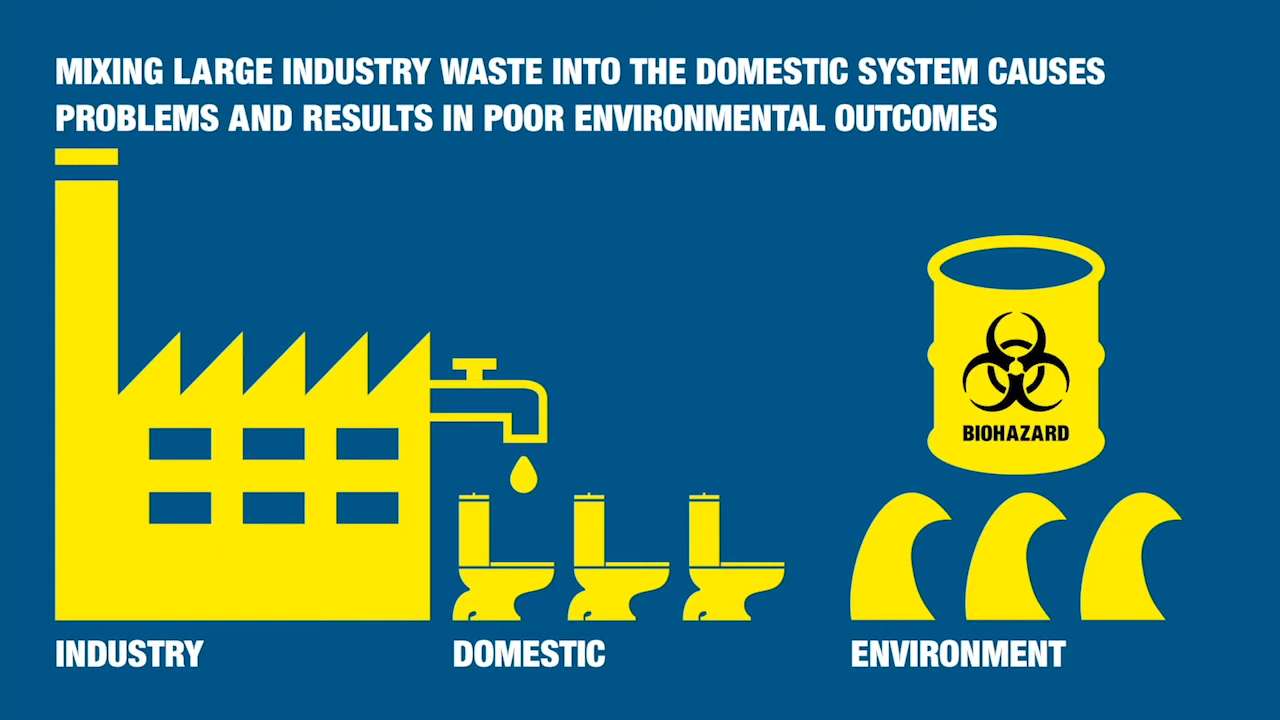 MIXING LARGE INDUSTRY WASTE INTO THE DOMESTIC SYSTEM CAUSES
PROBLEMS AND RESULTS IN POOR ENVIRONMENTAL OUTCOMES
BIOHAZARD
INDUSTRY
DOMESTIC
ENVIRONMENT